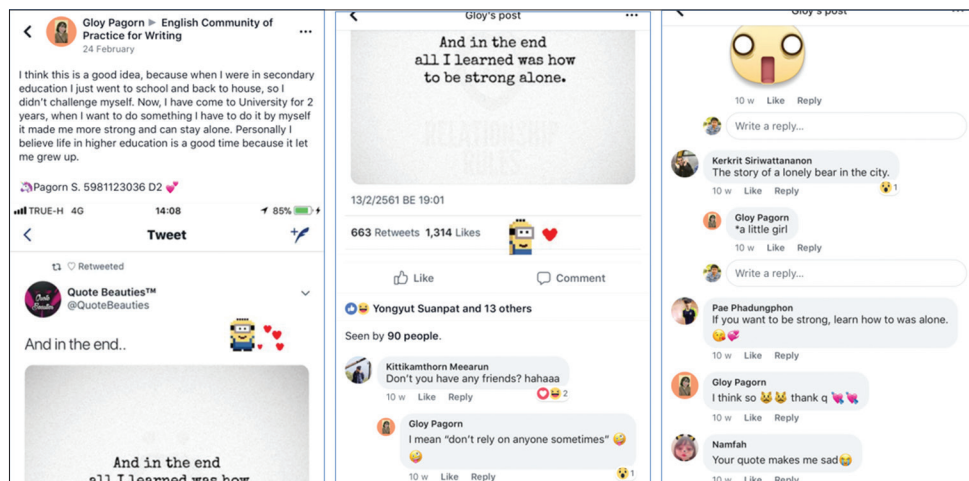 Gloy Pagorn ▶ English Community of
Practice for Writing
24 February
I think this is a good idea, because when I were in secondary
education I just went to school and back to house, so I
didn't challenge myself. Now, I have come to University for 2
years, when I want to do something I have to do it by myself
it made me more strong and can stay alone. Personally I
believe life in higher education is a good time because it let
me grew up.
🦄Pagorn S. 5981123036 D2 💕
TRUE-H 4G 14:08 85%
Tweet
Retweeted
Quote Beauties™
@QuoteBeauties
And in the end..
And in the end
all I learned was how
Gloy's post
And in the end
all I learned was how
to be strong alone.
RELATIONSHIP
RULES
13/2/2561 BE 19:01
663 Retweets 1,314 Likes
Like Comment
Yongyut Suanpat and 13 others
Seen by 90 people.
Kittikamthorn Meearun
Don't you have any friends? hahaaa
10 w Like Reply 2
Gloy Pagorn
I mean "don't rely on anyone sometimes" 🤪
🤪
10 w Like Reply 1
Gloy's post
10 w Like Reply
Write a reply...
Kerkrit Siriwattananon
The story of a lonely bear in the city.
10 w Like Reply 1
Gloy Pagorn
*a little girl
10 w Like Reply
Write a reply...
Pae Phadungphon
If you want to be strong, learn how to was alone.
😘💞
10 w Like Reply
Gloy Pagorn
I think so 😹😹 thank q 💘💘
10 w Like Reply
Namfah
Your quote makes me sad😭
10 w Like Reply